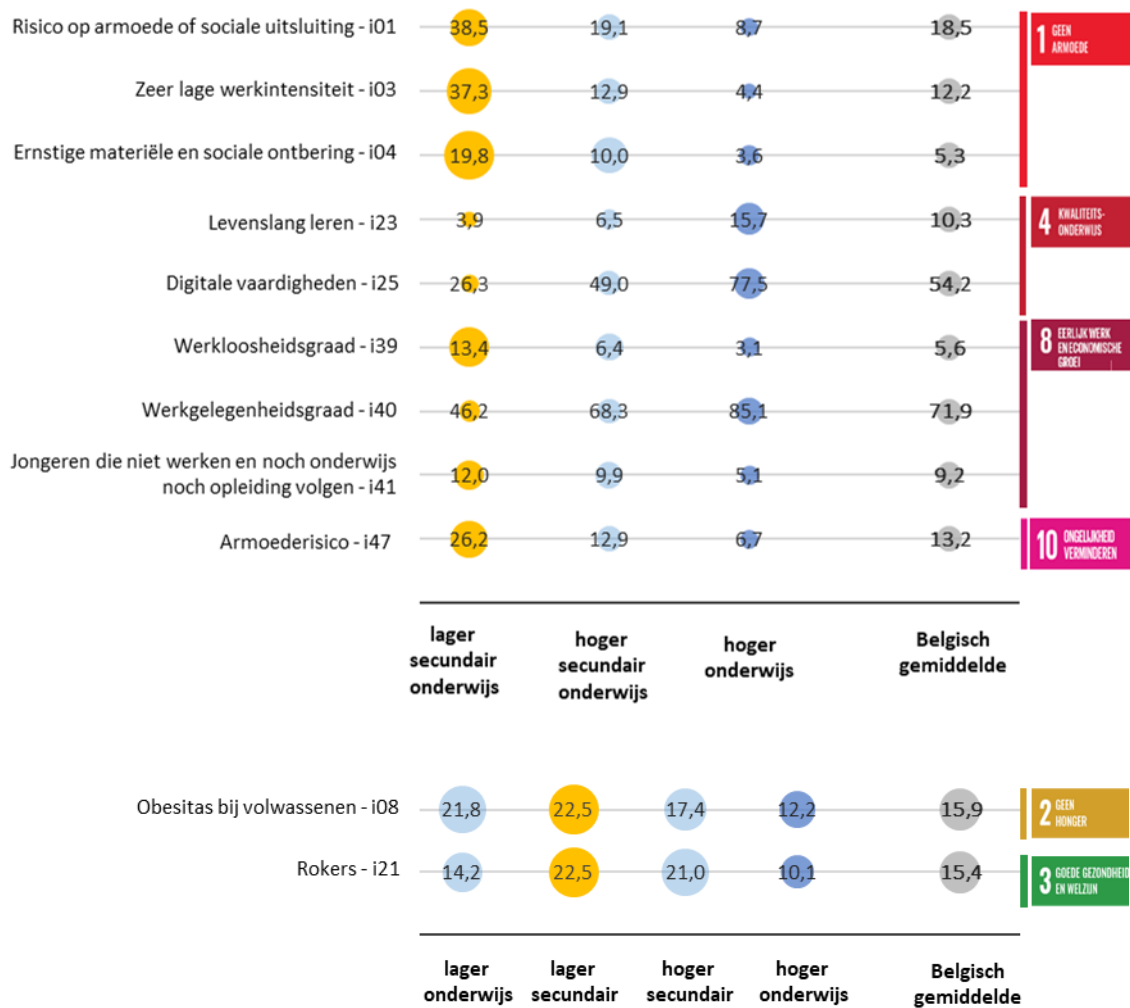 Risico op armoede of sociale uitsluiting - i01 38,5 19,1 8,7 18,5
1 GEEN
ARMOEDE
Zeer lage werkintensiteit - i03 37,3 12,9 4,4 12,2
Ernstige materiële en sociale ontbering - i04 19,8 10,0 3,6 5,3
Levenslang leren - i23 3,9 6,5 15,7 10,3
4 KWALITEITS-
ONDERWIJS
Digitale vaardigheden - i25 26,3 49,0 77,5 54,2
Werkloosheidsgraad - i39 13,4 6,4 3,1 5,6
8 EERLIJK WERK
EN ECONOMISCHE
GROEI
Werkgelegenheidsgraad - i40 46,2 68,3 85,1 71,9
Jongeren die niet werken en noch onderwijs
noch opleiding volgen - i41 12,0 9,9 5,1 9,2
Armoederisico - i47 26,2 12,9 6,7 13,2
10 ONGELIJKHEID
VERMINDEREN
lager
secundair
onderwijs
hoger
secundair
onderwijs
hoger
onderwijs
Belgisch
gemiddelde
Obesitas bij volwassenen - i08 21,8 22,5 17,4 12,2 15,9
2 GEEN
HONGER
Rokers - i21 14,2 22,5 21,0 10,1 15,4
3 GOEDE GEZONDHEID
EN WELZIJN
lager
onderwijs
lager
secundair
hoger
secundair
hoger
onderwijs
Belgisch
gemiddelde